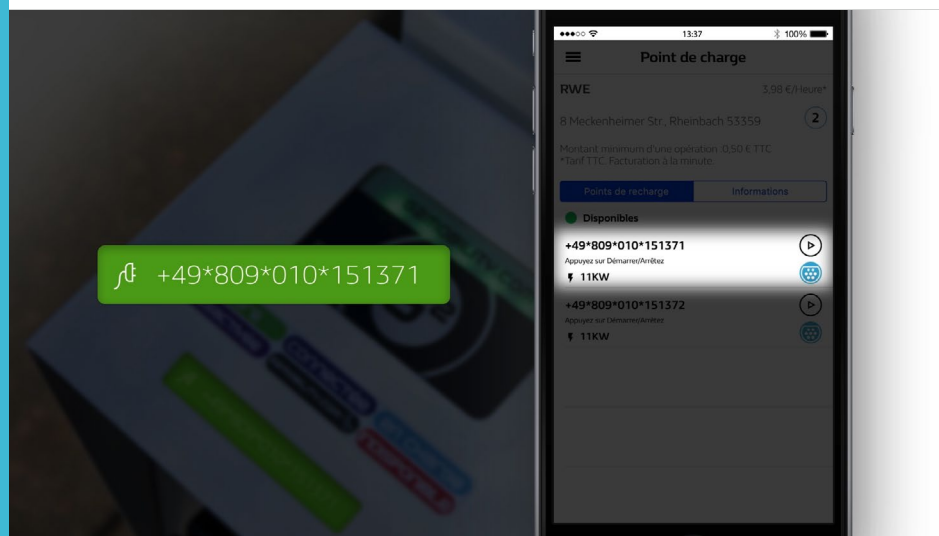 +49*809*010*151371
13:37
100%
Point de charge
RWE
3,99 €/Heure*
8 Meckenheimer Str., Rheinbach 53359
2
Montant minimum d'une opération :0,50 € TTC
*Tarif TTC. Facturation à la minute.
Points de recharge
Informations
Disponibles
+49*809*010*151371
Appuyez sur Démarrer/Arrêtez
11KW
+49*809*010*151372
Appuyez sur Démarrer/Arrêtez
11KW